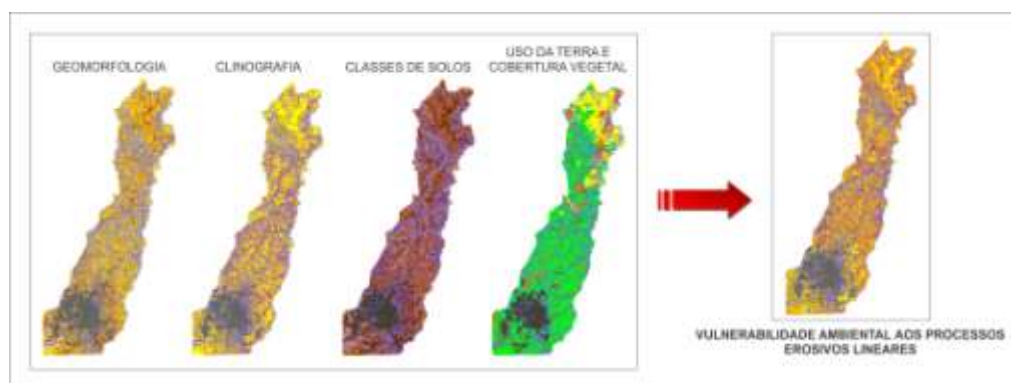 GEOMORFOLOGIA
CLINOGRAFIA
CLASSES DE SOLOS
USO DA TERRA E
COBERTURA VEGETAL
VULNERABILIDADE AMBIENTAL AOS PROCESSOS
EROSIVOS LINEARES